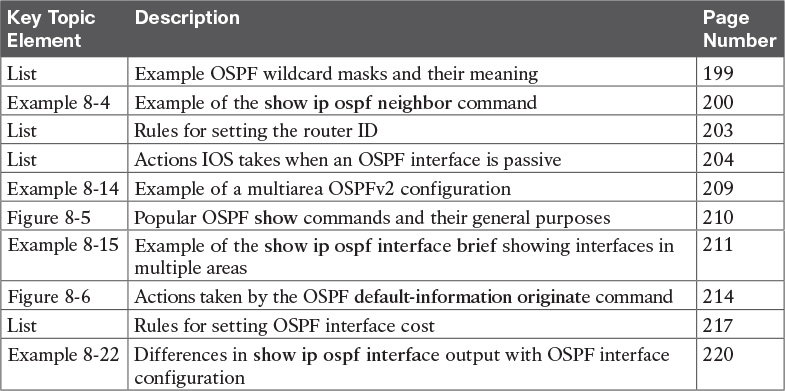 Key Topic Element Description Page Number
List Example OSPF wildcard masks and their meaning 199
Example 8-4 Example of the show ip ospf neighbor command 200
List Rules for setting the router ID 203
List Actions IOS takes when an OSPF interface is passive 204
Example 8-14 Example of a multiarea OSPFv2 configuration 209
Figure 8-5 Popular OSPF show commands and their general purposes 210
Example 8-15 Example of the show ip ospf interface brief showing interfaces in 211
multiple areas
Figure 8-6 Actions taken by the OSPF default-information originate command 214
List Rules for setting OSPF interface cost 217
Example 8-22 Differences in show ip ospf interface output with OSPF interface 220
configuration